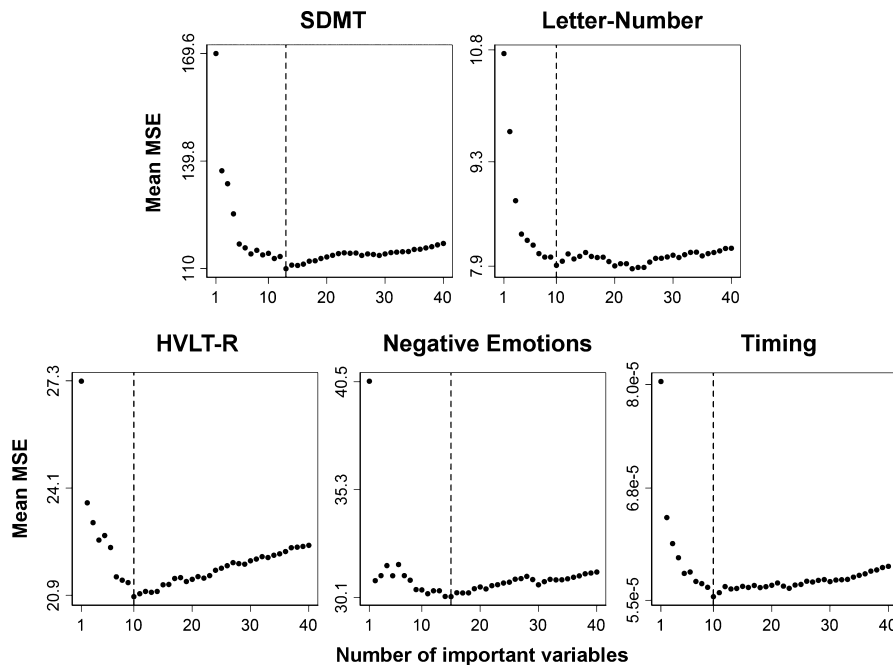 SDMT
Letter-Number
Mean MSE
169.6
139.8
110
1 10 20 30 40
10.8
9.3
7.9
1 10 20 30 40
HVLT-R
Negative Emotions
Timing
Mean MSE
27.3
24.1
20.9
1 10 20 30 40
40.5
35.3
30.1
1 10 20 30 40
8.0e-5
6.8e-5
5.5e-5
1 10 20 30 40
Number of important variables